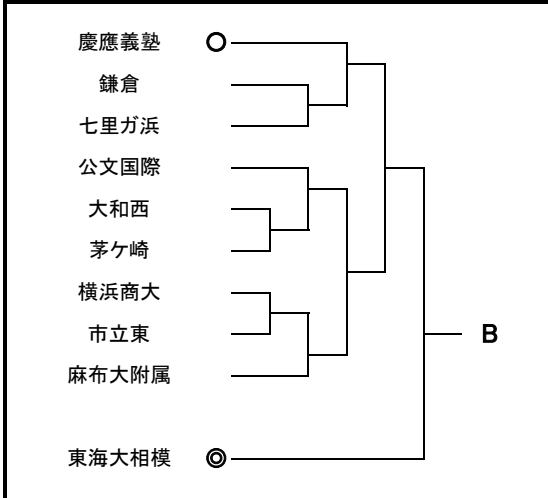 慶應義塾 ○
鎌倉
七里ガ浜
公文国際
大和西
茅ケ崎
横浜商大
市立東
麻布大附属
B
東海大相模 ◎